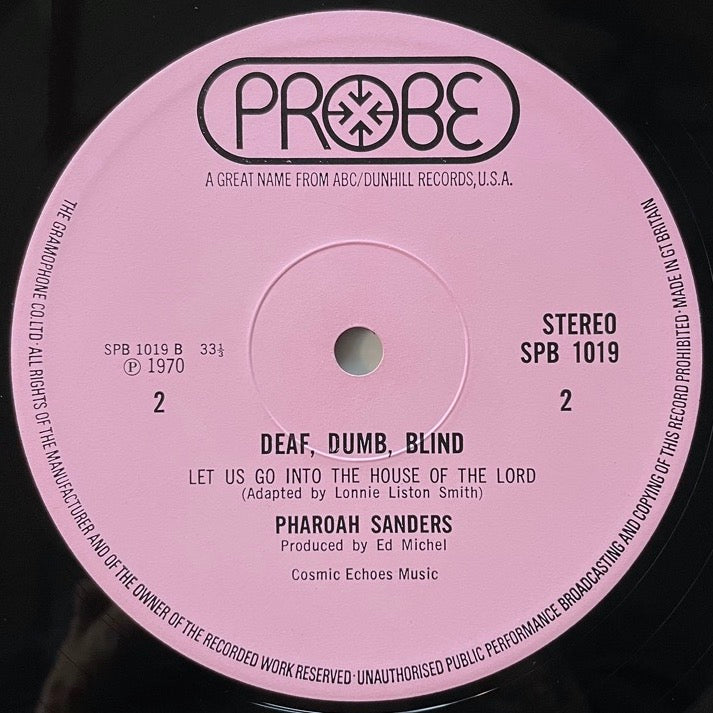 PROBE
A GREAT NAME FROM ABC/DUNHILL RECORDS, U.S.A.
THE GRAMOPHONE CO. LTD · ALL RIGHTS OF THE MANUFACTURER AND OF THE OWNER OF THE RECORDED WORK RESERVED · UNAUTHORISED PUBLIC PERFORMANCE BROADCASTING AND COPYING OF THIS RECORD PROHIBITED · MADE IN GT BRITAIN
SPB 1019 B 33⅓
Ⓟ 1970
2
STEREO
SPB 1019
2
DEAF, DUMB, BLIND
LET US GO INTO THE HOUSE OF THE LORD
(Adapted by Lonnie Liston Smith)
PHAROAH SANDERS
Produced by Ed Michel
Cosmic Echoes Music